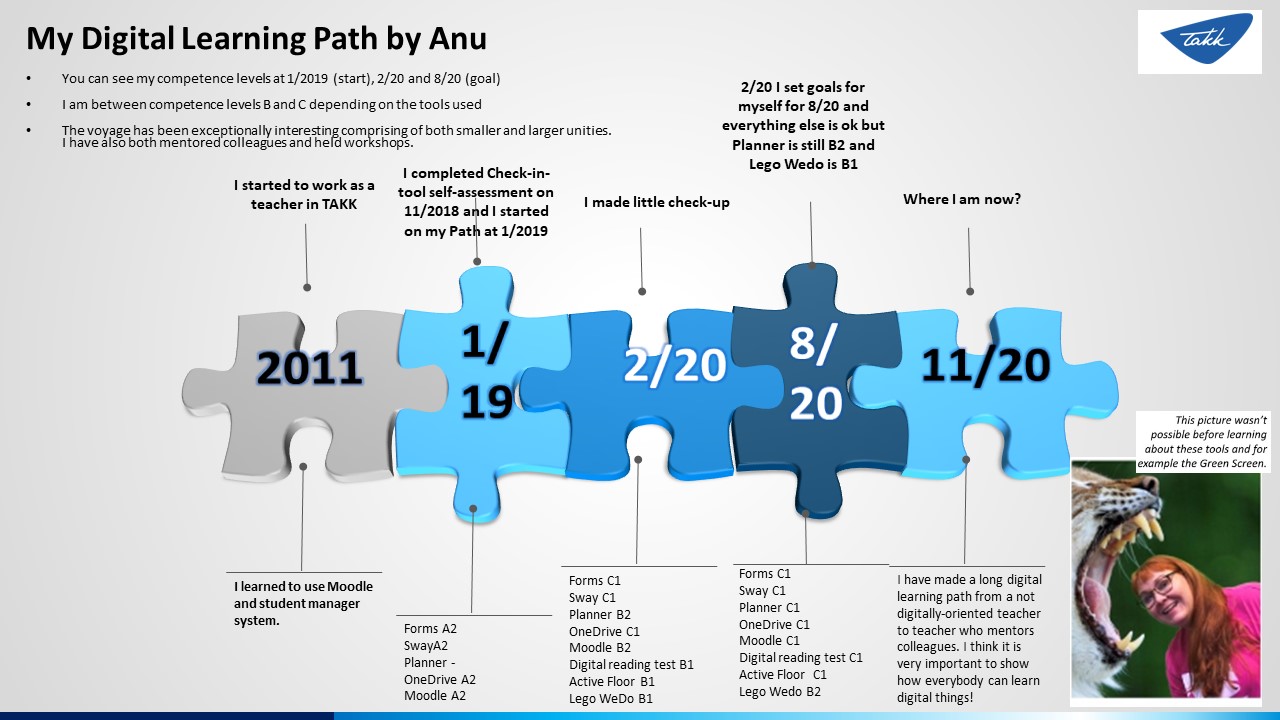 My Digital Learning Path by Anu
takk
• You can see my competence levels at 1/2019 (start), 2/20 and 8/20 (goal)
• I am between competence levels B and C depending on the tools used
• The voyage has been exceptionally interesting comprising of both smaller and larger unities.
I have also both mentored colleagues and held workshops.
I started to work as a
teacher in TAKK
I completed Check-in-
tool self-assessment on
11/2018 and I started
on my Path at 1/2019
I made little check-up
2/20 I set goals for
myself for 8/20 and
everything else is ok but
Planner is still B2 and
Lego Wedo is B1
Where I am now?
2011
1/
19
2/20
8/
20
11/20
This picture wasn't
possible before learning
about these tools and for
example the Green Screen.
I learned to use Moodle
and student manager
system.
Forms A2
SwayA2
Planner -
OneDrive A2
Moodle A2
Forms C1
Sway C1
Planner B2
OneDrive C1
Moodle B2
Digital reading test B1
Active Floor B1
Lego WeDo B1
Forms C1
Sway C1
Planner C1
OneDrive C1
Moodle C1
Digital reading test C1
Active Floor C1
Lego Wedo B2
I have made a long digital
learning path from a not
digitally-oriented teacher
to teacher who mentors
colleagues. I think it is
very important to show
how everybody can learn
digital things!